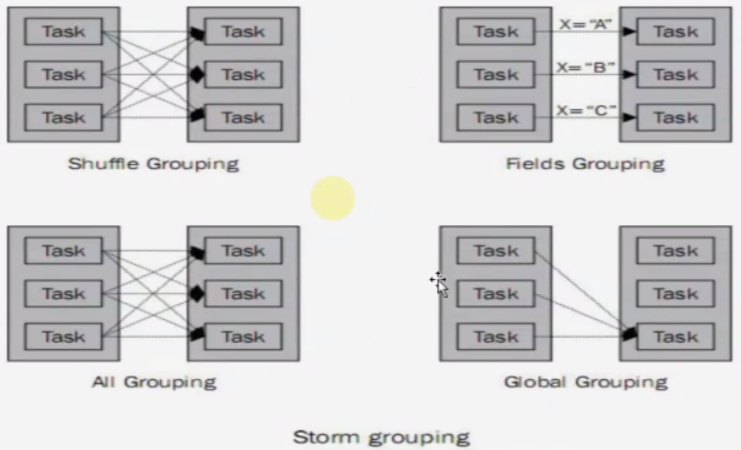 Task Task
Task Task
Task Task
Shuffle Grouping
Task X="A" Task
Task X="B" Task
Task X="C" Task
Fields Grouping
Task Task
Task Task
Task Task
All Grouping
Task Task
Task Task
Task Task
Global Grouping
Storm grouping